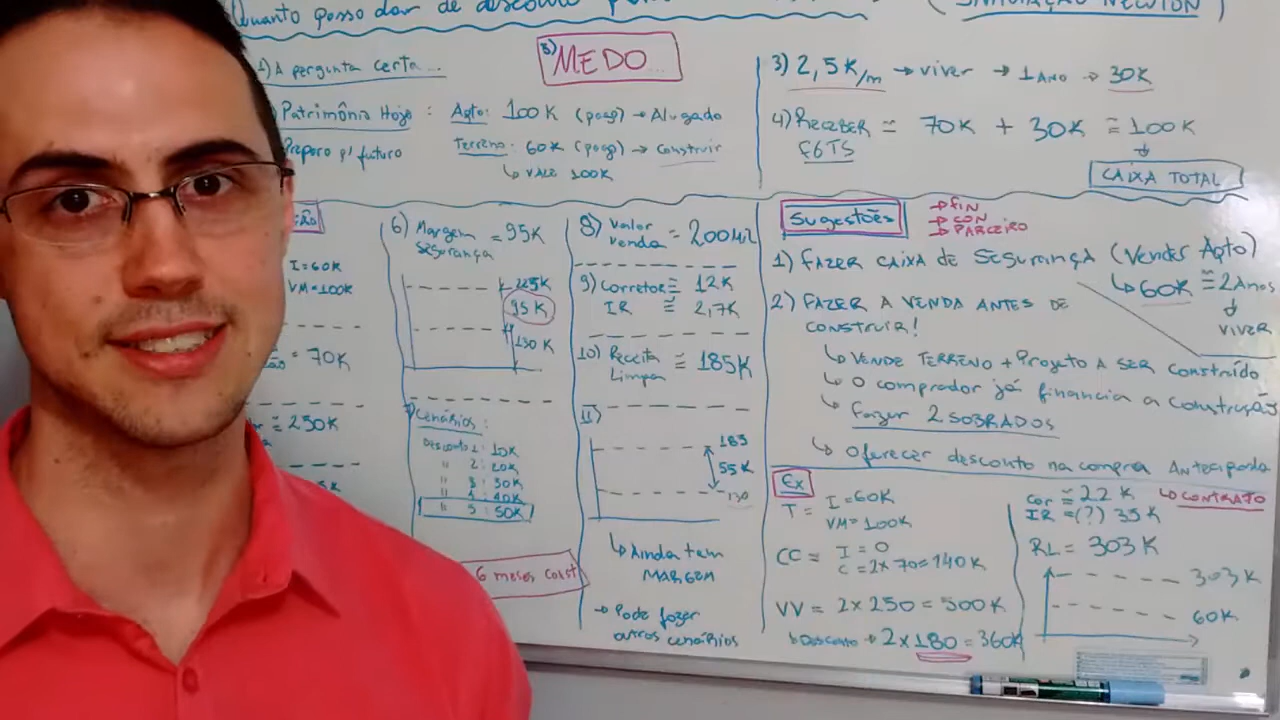 Quanto posso dar de desconto
1) A pergunta certa...
5) MEDO...
Patrimônio Hoje : Apto: 100K (pago) → Alugado
Preparo p/ futuro
Terreno: 60K (pago) → Construir
↳ VALE 100K
3) 2,5K/m → viver → 1 ANO → 30K
4) RECEBER ≅ 70K + 30K ≅ 100K
FGTS
CAIXA TOTAL
I = 60K
VM = 100K
= 70K
= 250K
6) Margem = 95K
segurança
225K
95K
130K
7) Cenários:
Desconto 1: 10K
" 2: 20K
" 3: 30K
" 4: 40K
" 5: 50K
6 meses const
8) Valor = 200mil
venda
9) Corretor ≅ 12K
IR ≅ 2,7K
10) Receita ≅ 185K
Limpa
11)
185
55K
130
↳ Ainda tem
MARGEM
→ Pode fazer
outros cenários
Sugestões
→ FIN
→ CON
→ PARCEIRO
1) FAZER CAIXA DE SEGURANÇA (Vender Apto)
↳ 60K ≅ 2 Anos
VIVER
2) FAZER A VENDA ANTES DE
CONSTRUIR!
↳ VENDE TERRENO + Projeto A SER Construído
↳ O comprador já financia a construção
↳ Fazer 2 SOBRADOS
↳ Oferecer desconto na compra Antecipada
↳ CONTRATO
Ex
T = I = 60K
VM = 100K
CC = I = 0
C = 2x 70 = 140K
VV = 2 x 250 = 500K
↳ Desconto → 2 x 180 = 360K
Cor ≅ 22K
IR = (?) 35K
RL = 303K
303K
60K